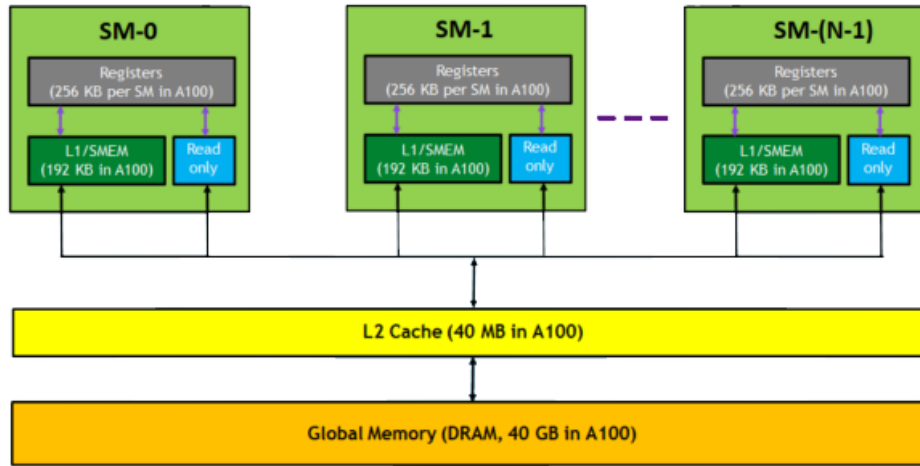 SM-0
Registers
(256 KB per SM in A100)
L1/SMEM
(192 KB in A100)
Read
only
SM-1
Registers
(256 KB per SM in A100)
L1/SMEM
(192 KB in A100)
Read
only
SM-(N-1)
Registers
(256 KB per SM in A100)
L1/SMEM
(192 KB in A100)
Read
only
L2 Cache (40 MB in A100)
Global Memory (DRAM, 40 GB in A100)